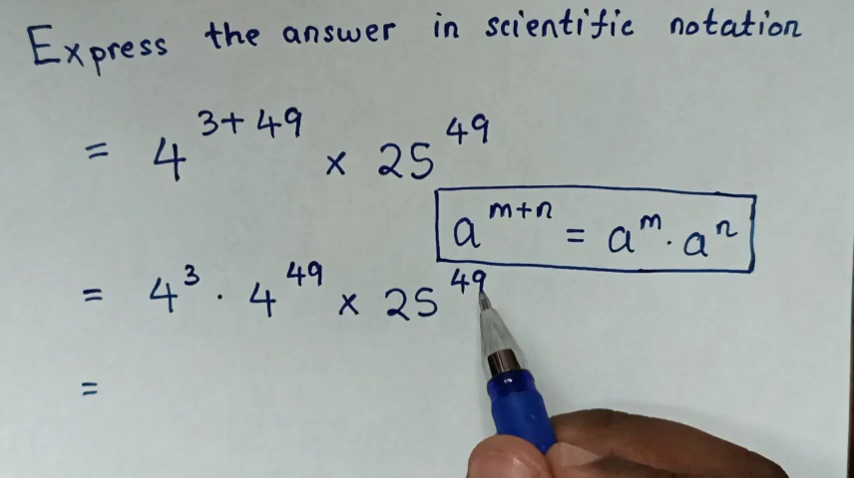 Express the answer in scientific notation
= 4^{3+49} × 25^{49}
a^{m+n} = a^m · a^n
= 4^3 · 4^{49} × 25^{49}
=